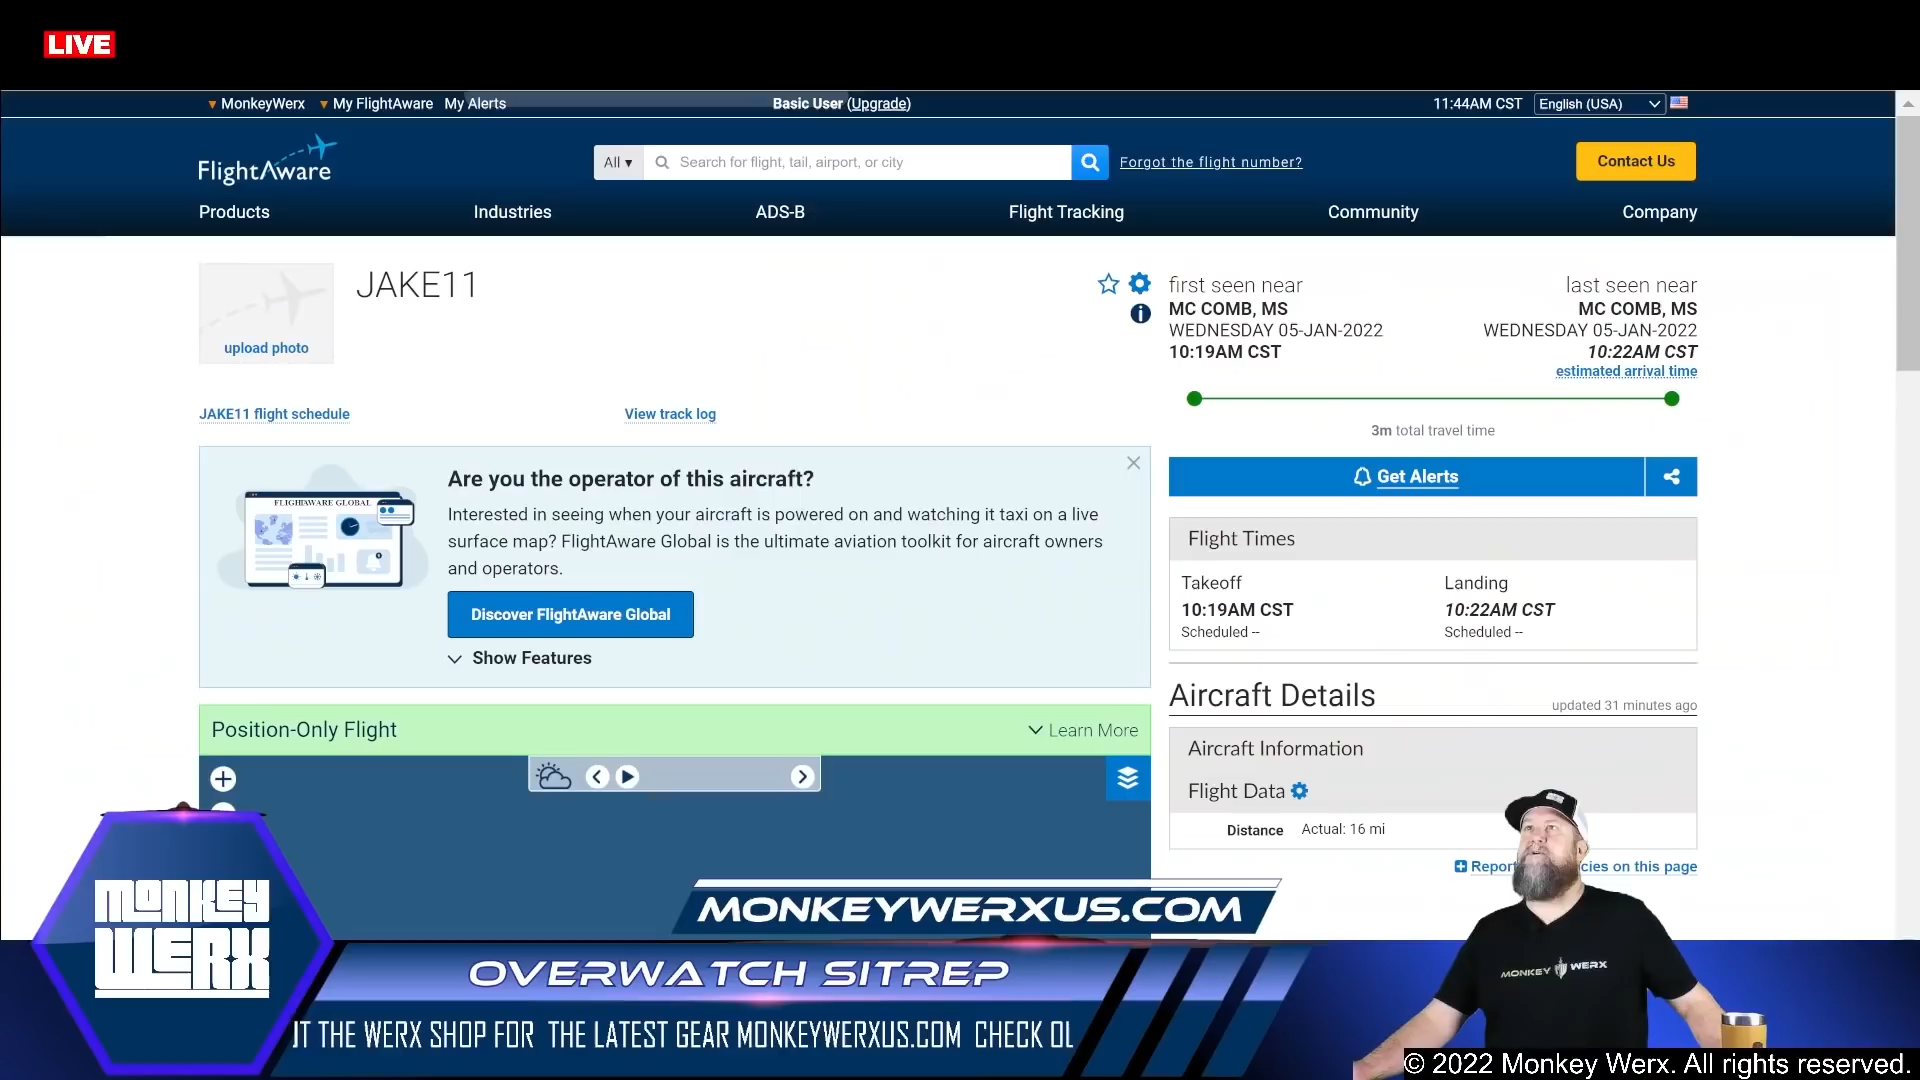 LIVE
MonkeyWerx My FlightAware My Alerts Basic User (Upgrade) 11:44AM CST English (USA)
FlightAware
All Search for flight, tail, airport, or city Forgot the flight number? Contact Us
Products Industries ADS-B Flight Tracking Community Company
JAKE11
upload photo
first seen near last seen near
MC COMB, MS MC COMB, MS
WEDNESDAY 05-JAN-2022 WEDNESDAY 05-JAN-2022
10:19AM CST 10:22AM CST
estimated arrival time
JAKE11 flight schedule View track log
3m total travel time
Get Alerts
Are you the operator of this aircraft?
FLIGHTAWARE GLOBAL
Interested in seeing when your aircraft is powered on and watching it taxi on a live
surface map? FlightAware Global is the ultimate aviation toolkit for aircraft owners
and operators.
Discover FlightAware Global
Show Features
Flight Times
Takeoff Landing
10:19AM CST 10:22AM CST
Scheduled -- Scheduled --
Aircraft Details updated 31 minutes ago
Position-Only Flight Learn More
Aircraft Information
Flight Data
Distance Actual: 16 mi
cies on this page
MONKEY
WERX
MONKEYWERXUS.COM
OVERWATCH SITREP
THE WERX SHOP FOR THE LATEST GEAR MONKEYWERXUS.COM CHECK
MONKEY WERX
© 2022 Monkey Werx. All rights reserved.